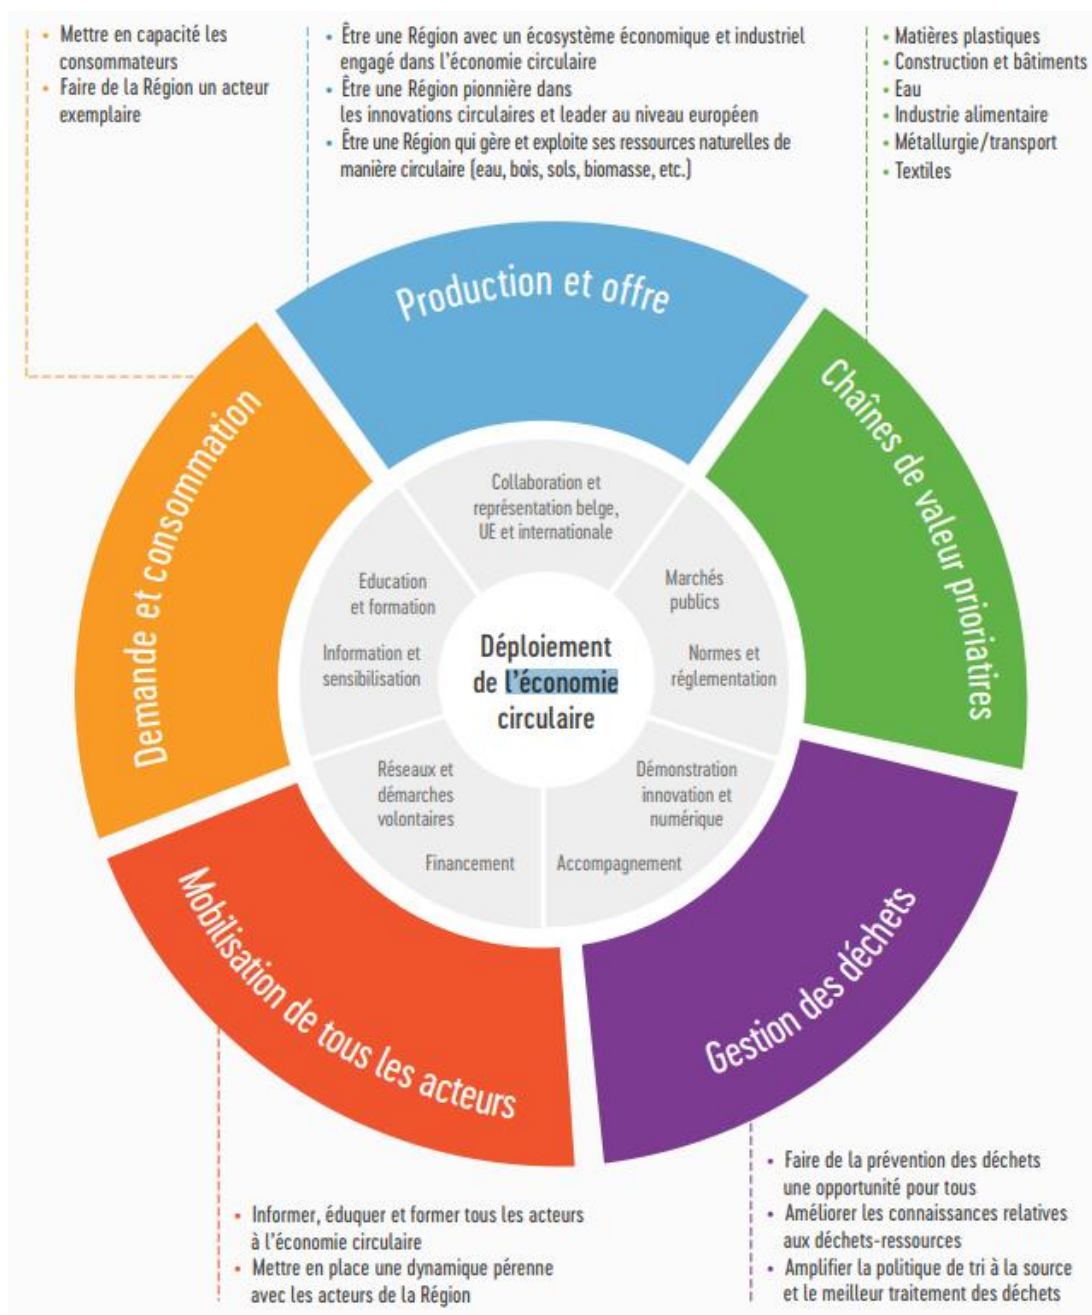 • Mettre en capacité les
consommateurs
• Faire de la Région un acteur
exemplaire
• Être une Région avec un écosystème économique et industriel
engagé dans l'économie circulaire
• Être une Région pionnière dans
les innovations circulaires et leader au niveau européen
• Être une Région qui gère et exploite ses ressources naturelles de
manière circulaire (eau, bois, sols, biomasse, etc.)
• Matières plastiques
• Construction et bâtiments
• Eau
• Industrie alimentaire
• Métallurgie/transport
• Textiles
Production et offre
Chaînes de valeur prioriatires
Demande et consommation
Collaboration et
représentation belge,
UE et internationale
Education
et formation
Information et
sensibilisation
Marchés
publics
Normes et
réglementation
Déploiement
de l'économie
circulaire
Réseaux et
démarches
volontaires
Financement
Démonstration
innovation et
numérique
Accompagnement
Mobilisation de tous les acteurs
Gestion des déchets
• Informer, éduquer et former tous les acteurs
à l'économie circulaire
• Mettre en place une dynamique pérenne
avec les acteurs de la Région
• Faire de la prévention des déchets
une opportunité pour tous
• Améliorer les connaissances relatives
aux déchets-ressources
• Amplifier la politique de tri à la source
et le meilleur traitement des déchets